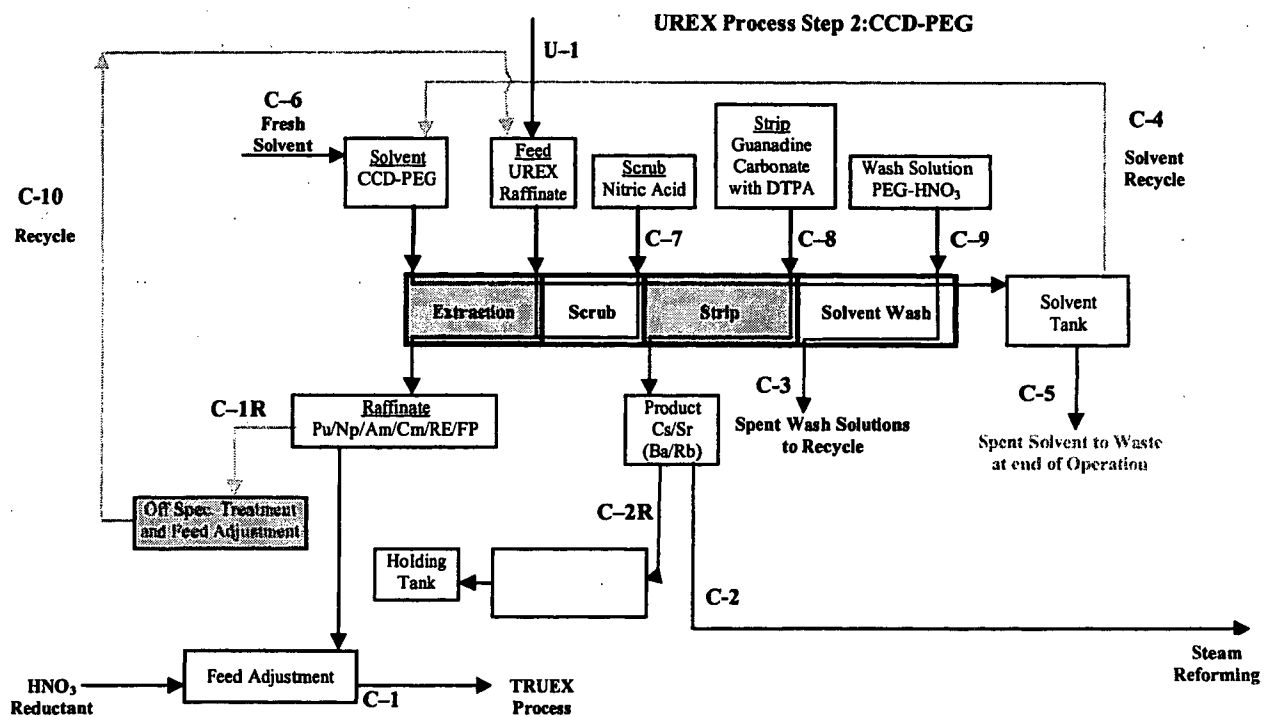 UREX Process Step 2:CCD-PEG
U–1
C–6
Fresh
Solvent
C-4
Solvent
Recycle
C-10
Recycle
Solvent
CCD-PEG
Feed
UREX
Raffinate
Scrub
Nitric Acid
Strip
Guanadine
Carbonate
with DTPA
Wash Solution
PEG-HNO₃
C–7
C–8
C–9
Extraction
Scrub
Strip
Solvent Wash
Solvent
Tank
C–1R
Raffinate
Pu/Np/Am/Cm/RE/FP
Product
Cs/Sr
(Ba/Rb)
C-3
Spent Wash Solutions
to Recycle
C-5
Spent Solvent to Waste
at end of Operation
Off Spec. Treatment
and Feed Adjustment
C–2R
Holding
Tank
C-2
Steam
Reforming
HNO₃
Reductant
Feed Adjustment
C–1
TRUEX
Process